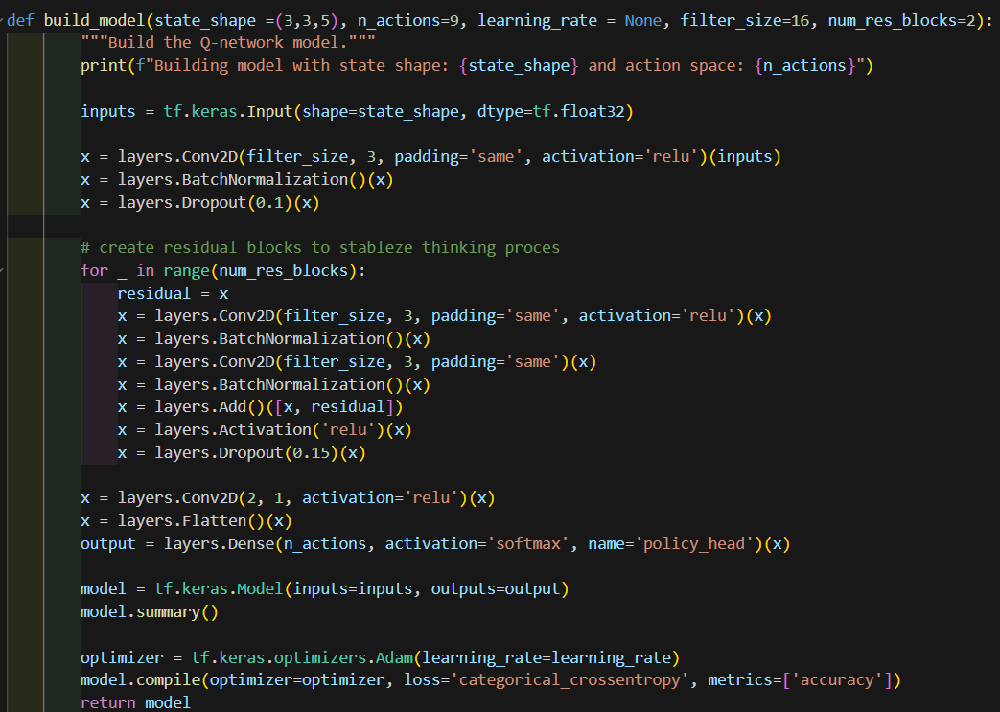 def build_model(state_shape =(3,3,5), n_actions=9, learning_rate = None, filter_size=16, num_res_blocks=2):
"""Build the Q-network model."""
print(f"Building model with state shape: {state_shape} and action space: {n_actions}")
inputs = tf.keras.Input(shape=state_shape, dtype=tf.float32)
x = layers.Conv2D(filter_size, 3, padding='same', activation='relu')(inputs)
x = layers.BatchNormalization()(x)
x = layers.Dropout(0.1)(x)
# create residual blocks to stableze thinking proces
for _ in range(num_res_blocks):
residual = x
x = layers.Conv2D(filter_size, 3, padding='same', activation='relu')(x)
x = layers.BatchNormalization()(x)
x = layers.Conv2D(filter_size, 3, padding='same')(x)
x = layers.BatchNormalization()(x)
x = layers.Add()([x, residual])
x = layers.Activation('relu')(x)
x = layers.Dropout(0.15)(x)
x = layers.Conv2D(2, 1, activation='relu')(x)
x = layers.Flatten()(x)
output = layers.Dense(n_actions, activation='softmax', name='policy_head')(x)
model = tf.keras.Model(inputs=inputs, outputs=output)
model.summary()
optimizer = tf.keras.optimizers.Adam(learning_rate=learning_rate)
model.compile(optimizer=optimizer, loss='categorical_crossentropy', metrics=['accuracy'])
return model